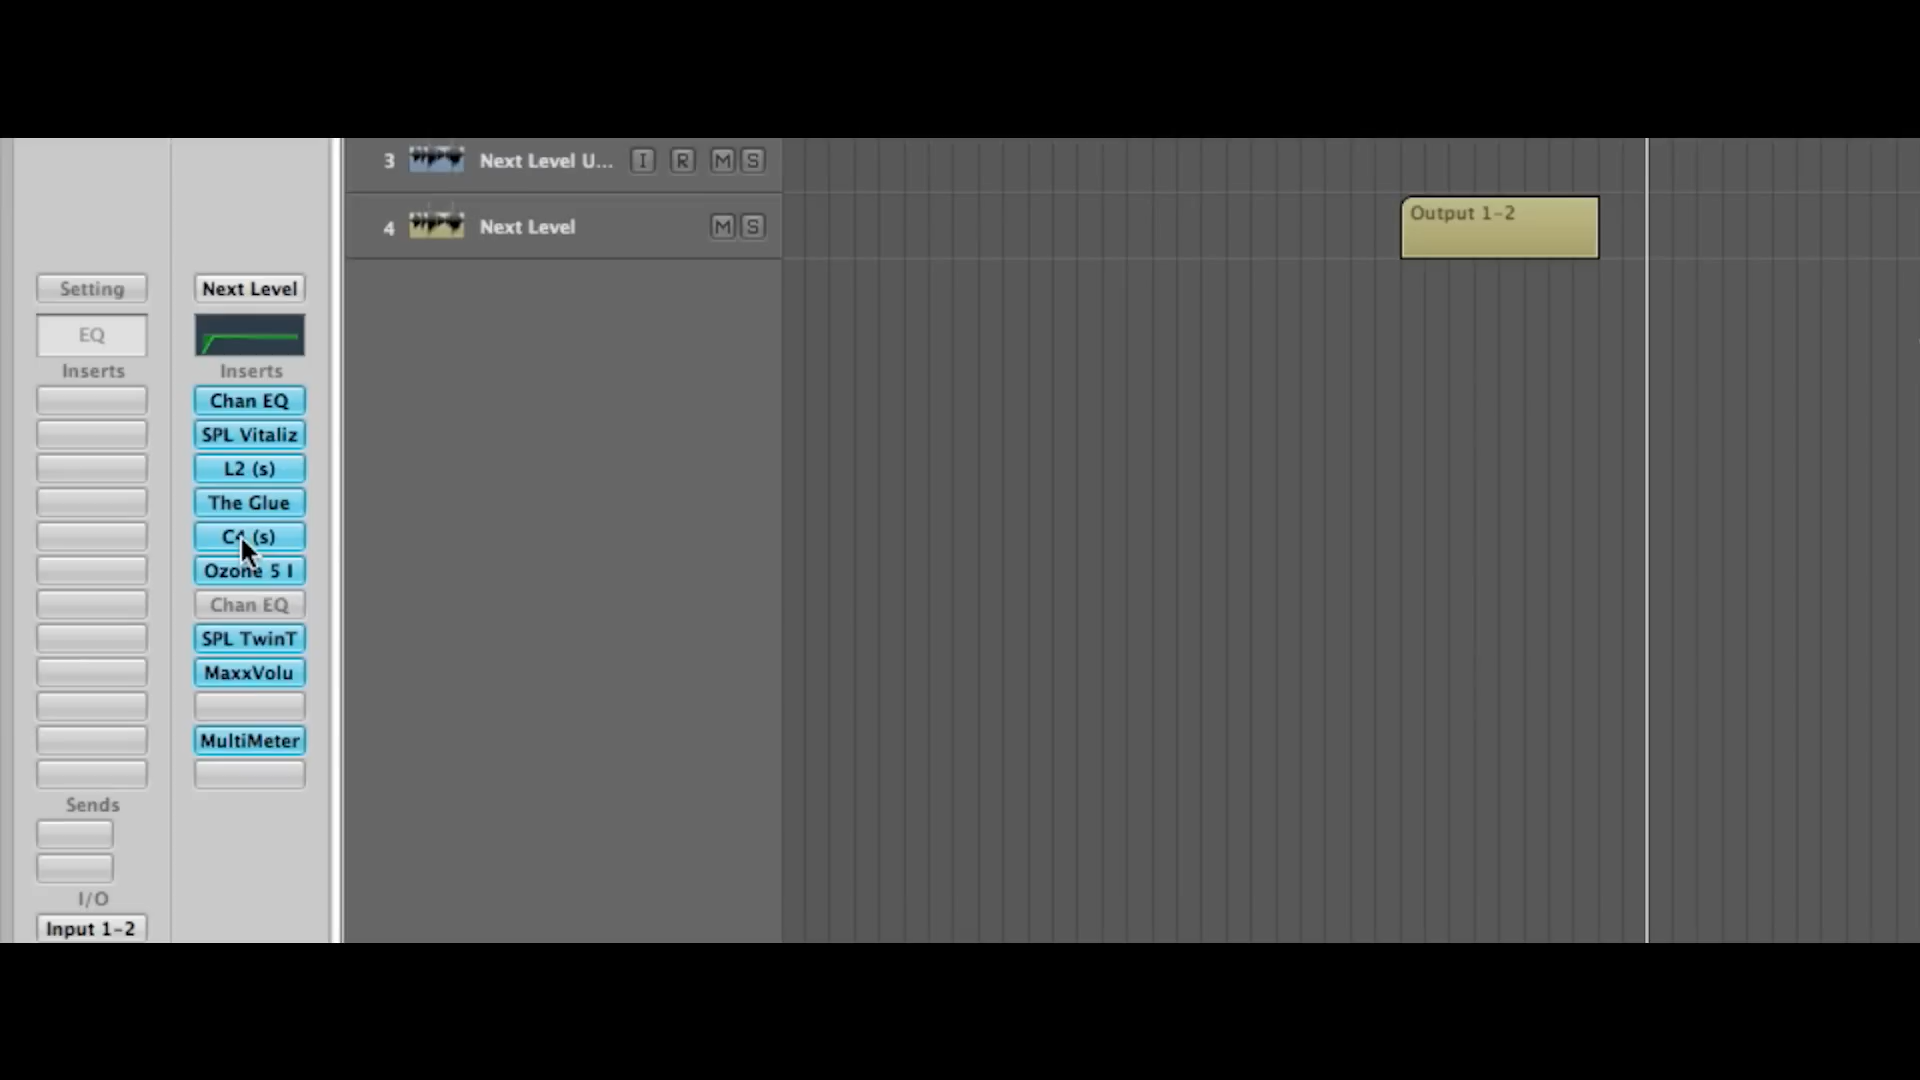 3 Next Level U... I R M S
4 Next Level M S
Output 1-2
Setting
EQ
Inserts
Sends
I/O
Input 1-2
Next Level
Inserts
Chan EQ
SPL Vitaliz
L2 (s)
The Glue
C4 (s)
Ozone 5 I
Chan EQ
SPL TwinT
MaxxVolu
MultiMeter